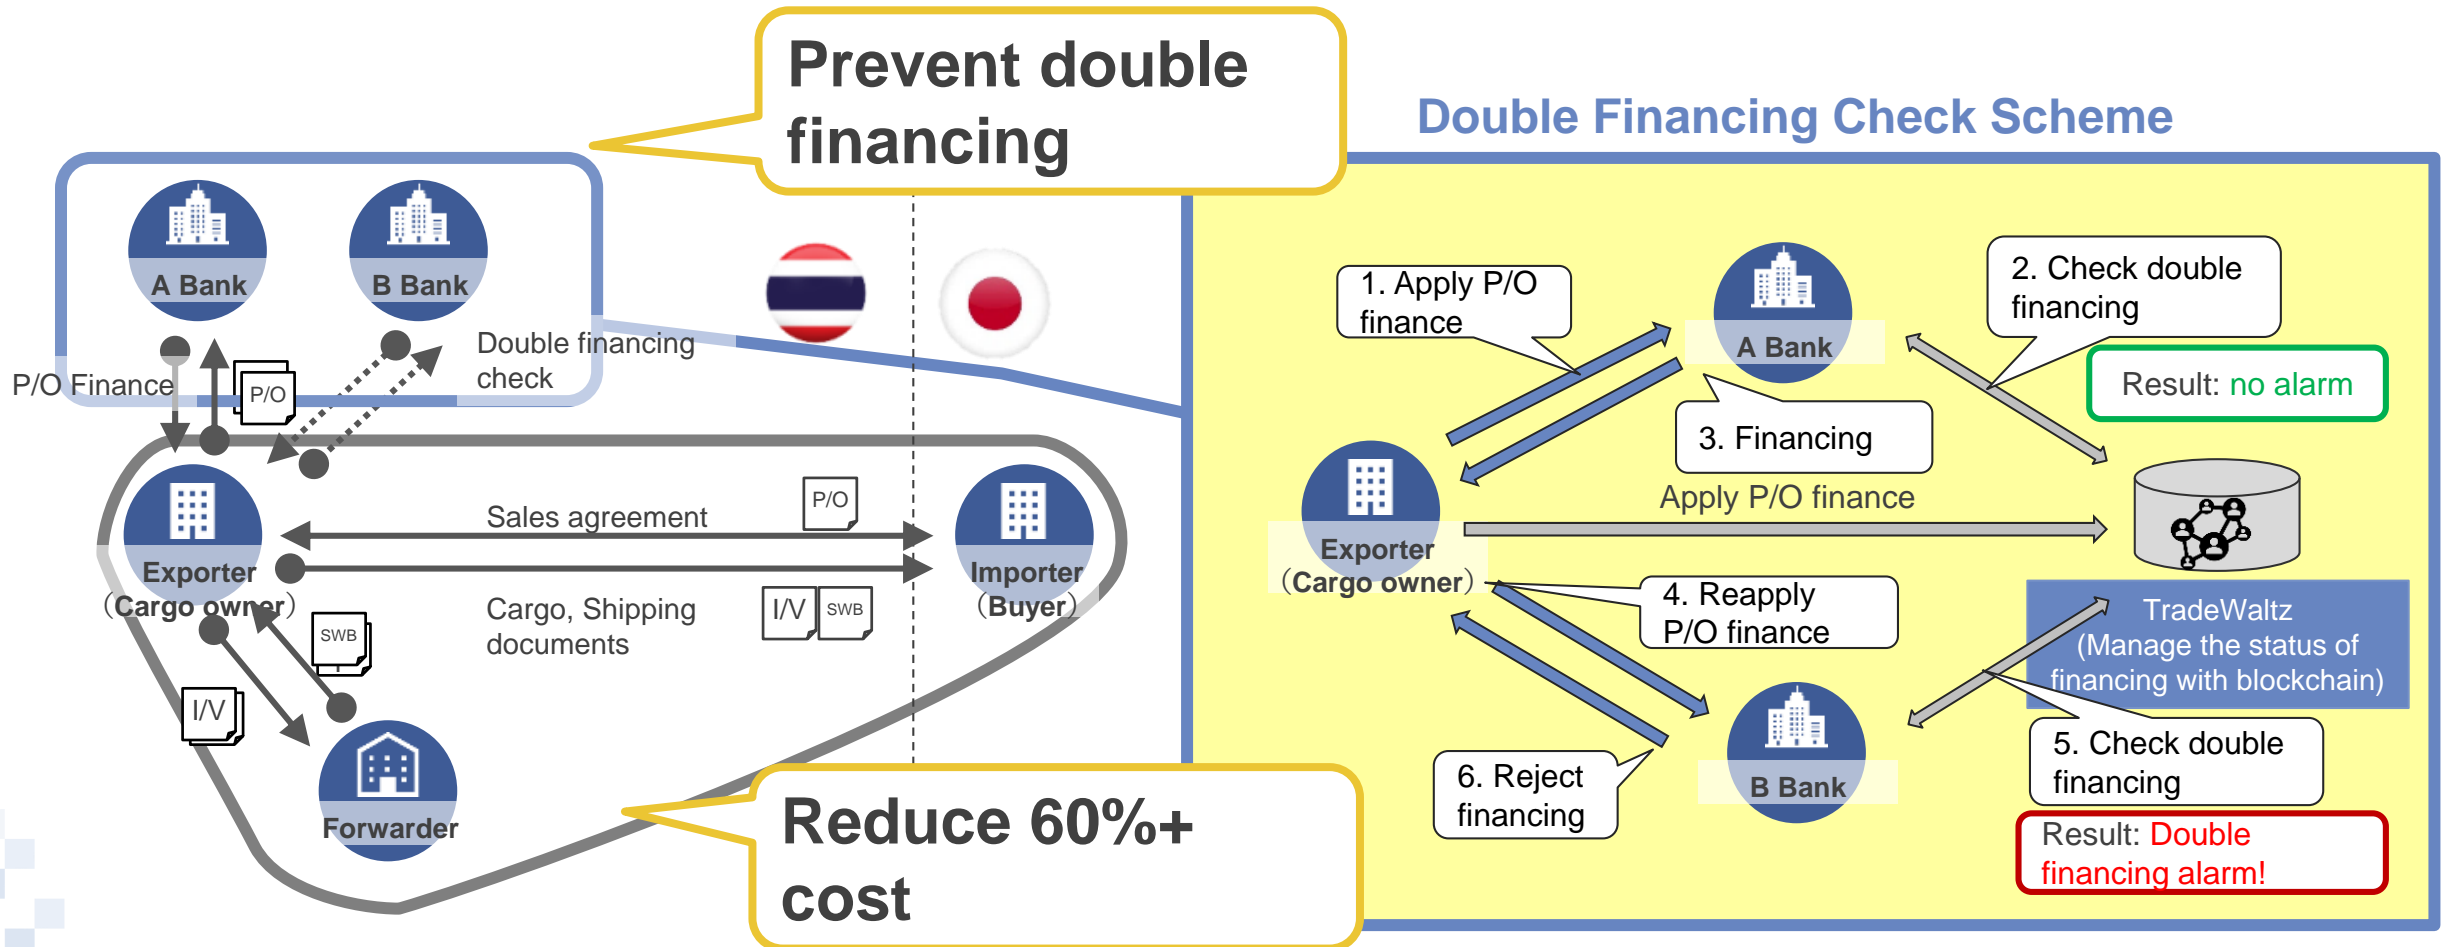 Prevent double
financing
Double Financing Check Scheme
A Bank
B Bank
P/O Finance
P/O
Double financing
check
Sales agreement
P/O
Exporter
（Cargo owner）
Importer
（Buyer）
Cargo, Shipping
documents
I/V
SWB
SWB
I/V
Forwarder
Reduce 60%+
cost
1. Apply P/O
finance
A Bank
2. Check double
financing
Result: no alarm
3. Financing
Apply P/O finance
Exporter
（Cargo owner）
4. Reapply
P/O finance
TradeWaltz
(Manage the status of
financing with blockchain)
5. Check double
financing
6. Reject
financing
B Bank
Result: Double
financing alarm!